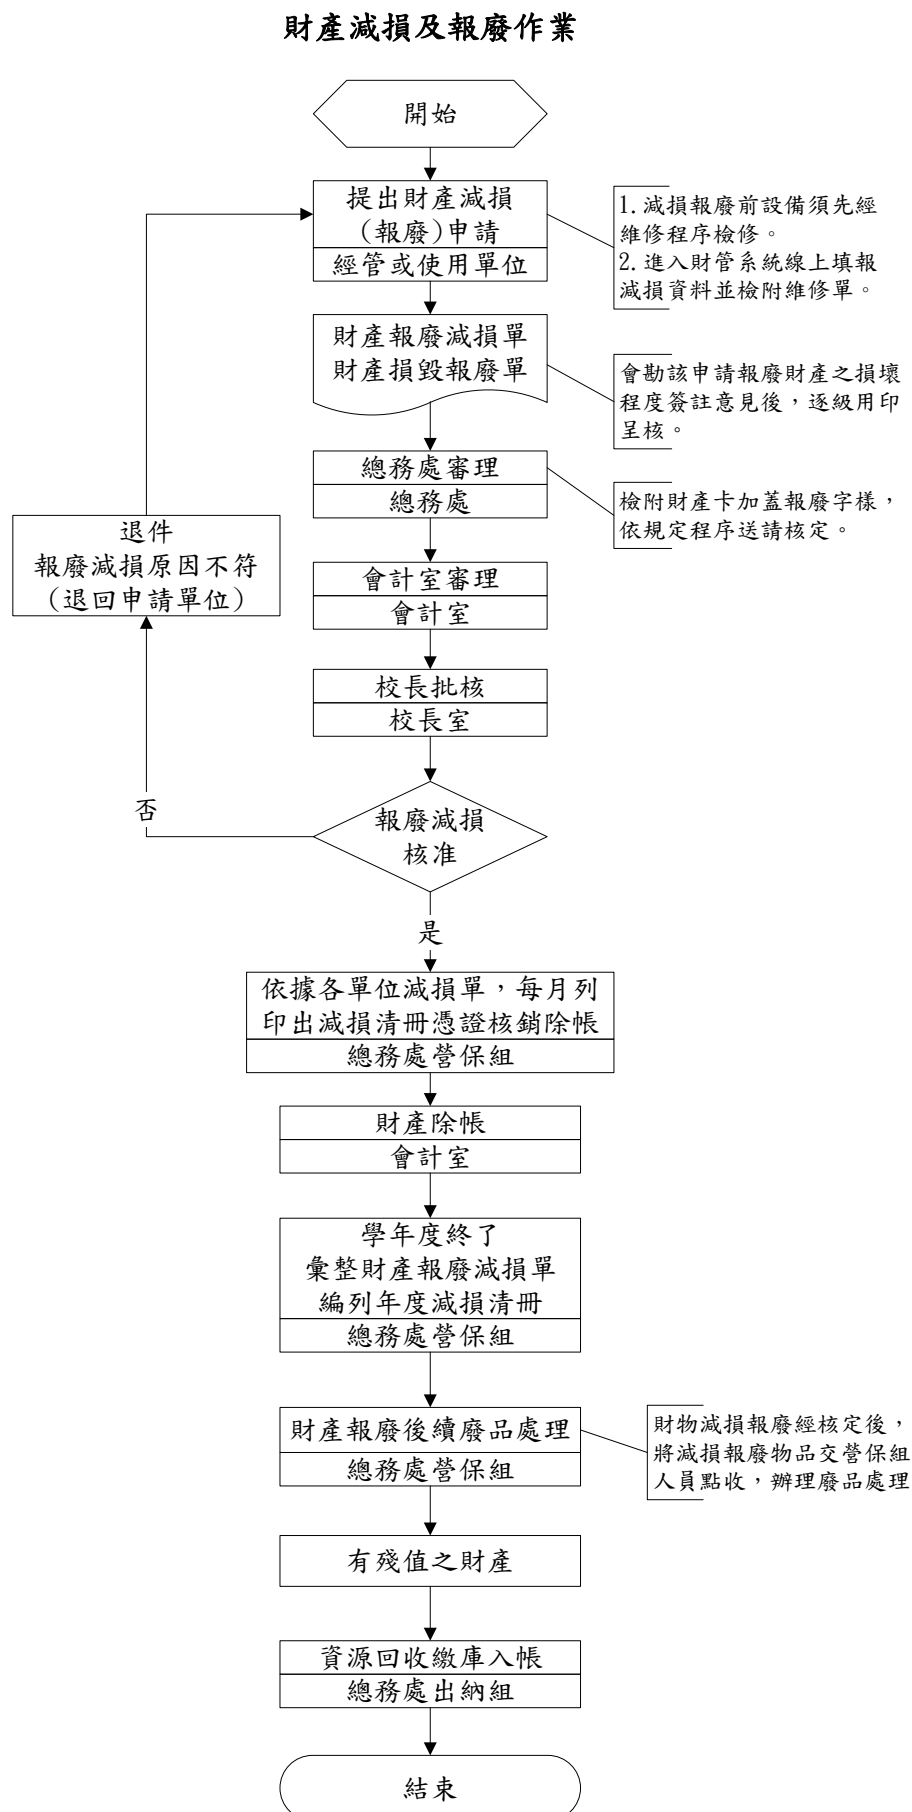 財產減損及報廢作業
開始
提出財產減損
(報廢)申請
經管或使用單位
1. 減損報廢前設備須先經
維修程序檢修。
2. 進入財管系統線上填報
減損資料並檢附維修單。
財產報廢減損單
財產損毀報廢單
會勘該申請報廢財產之損壞
程度簽註意見後，逐級用印
呈核。
總務處審理
總務處
檢附財產卡加蓋報廢字樣，
依規定程序送請核定。
退件
報廢減損原因不符
(退回申請單位)
會計室審理
會計室
校長批核
校長室
否
報廢減損
核准
是
依據各單位減損單，每月列
印出減損清冊憑證核銷除帳
總務處營保組
財產除帳
會計室
學年度終了
彙整財產報廢減損單
編列年度減損清冊
總務處營保組
財產報廢後續廢品處理
總務處營保組
財物減損報廢經核定後，
將減損報廢物品交營保組
人員點收，辦理廢品處理
有殘值之財產
資源回收繳庫入帳
總務處出納組
結束